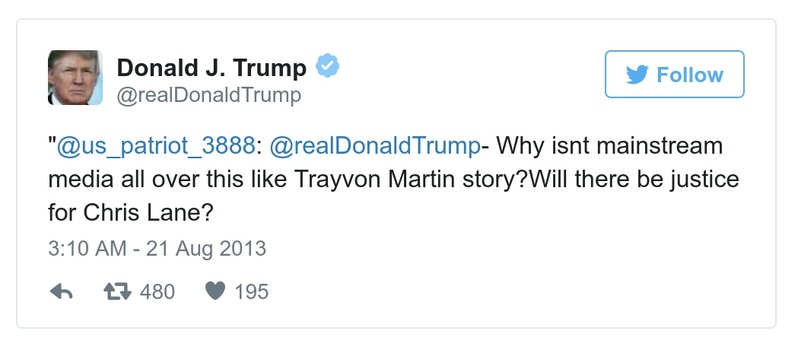 Donald J. Trump
@realDonaldTrump
Follow
"@us_patriot_3888: @realDonaldTrump- Why isnt mainstream
media all over this like Trayvon Martin story?Will there be justice
for Chris Lane?
3:10 AM - 21 Aug 2013
480 195